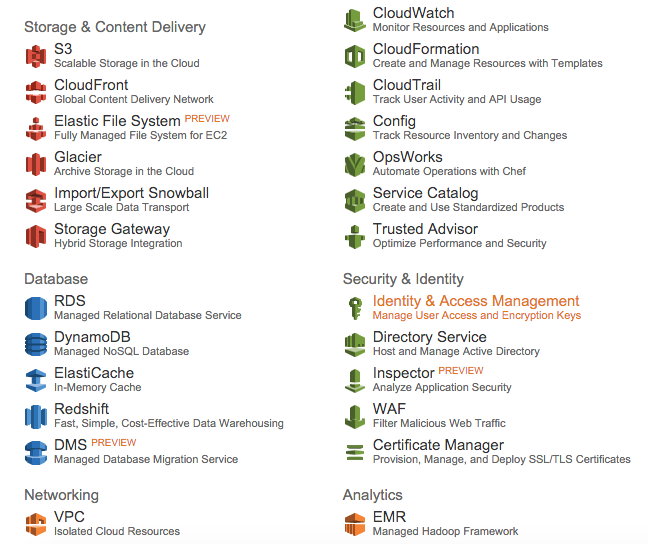 Storage & Content Delivery
S3
Scalable Storage in the Cloud
CloudFront
Global Content Delivery Network
Elastic File System PREVIEW
Fully Managed File System for EC2
Glacier
Archive Storage in the Cloud
Import/Export Snowball
Large Scale Data Transport
Storage Gateway
Hybrid Storage Integration
Database
RDS
Managed Relational Database Service
DynamoDB
Managed NoSQL Database
ElastiCache
In-Memory Cache
Redshift
Fast, Simple, Cost-Effective Data Warehousing
DMS PREVIEW
Managed Database Migration Service
Networking
VPC
Isolated Cloud Resources
CloudWatch
Monitor Resources and Applications
CloudFormation
Create and Manage Resources with Templates
CloudTrail
Track User Activity and API Usage
Config
Track Resource Inventory and Changes
OpsWorks
Automate Operations with Chef
Service Catalog
Create and Use Standardized Products
Trusted Advisor
Optimize Performance and Security
Security & Identity
Identity & Access Management
Manage User Access and Encryption Keys
Directory Service
Host and Manage Active Directory
Inspector PREVIEW
Analyze Application Security
WAF
Filter Malicious Web Traffic
Certificate Manager
Provision, Manage, and Deploy SSL/TLS Certificates
Analytics
EMR
Managed Hadoop Framework